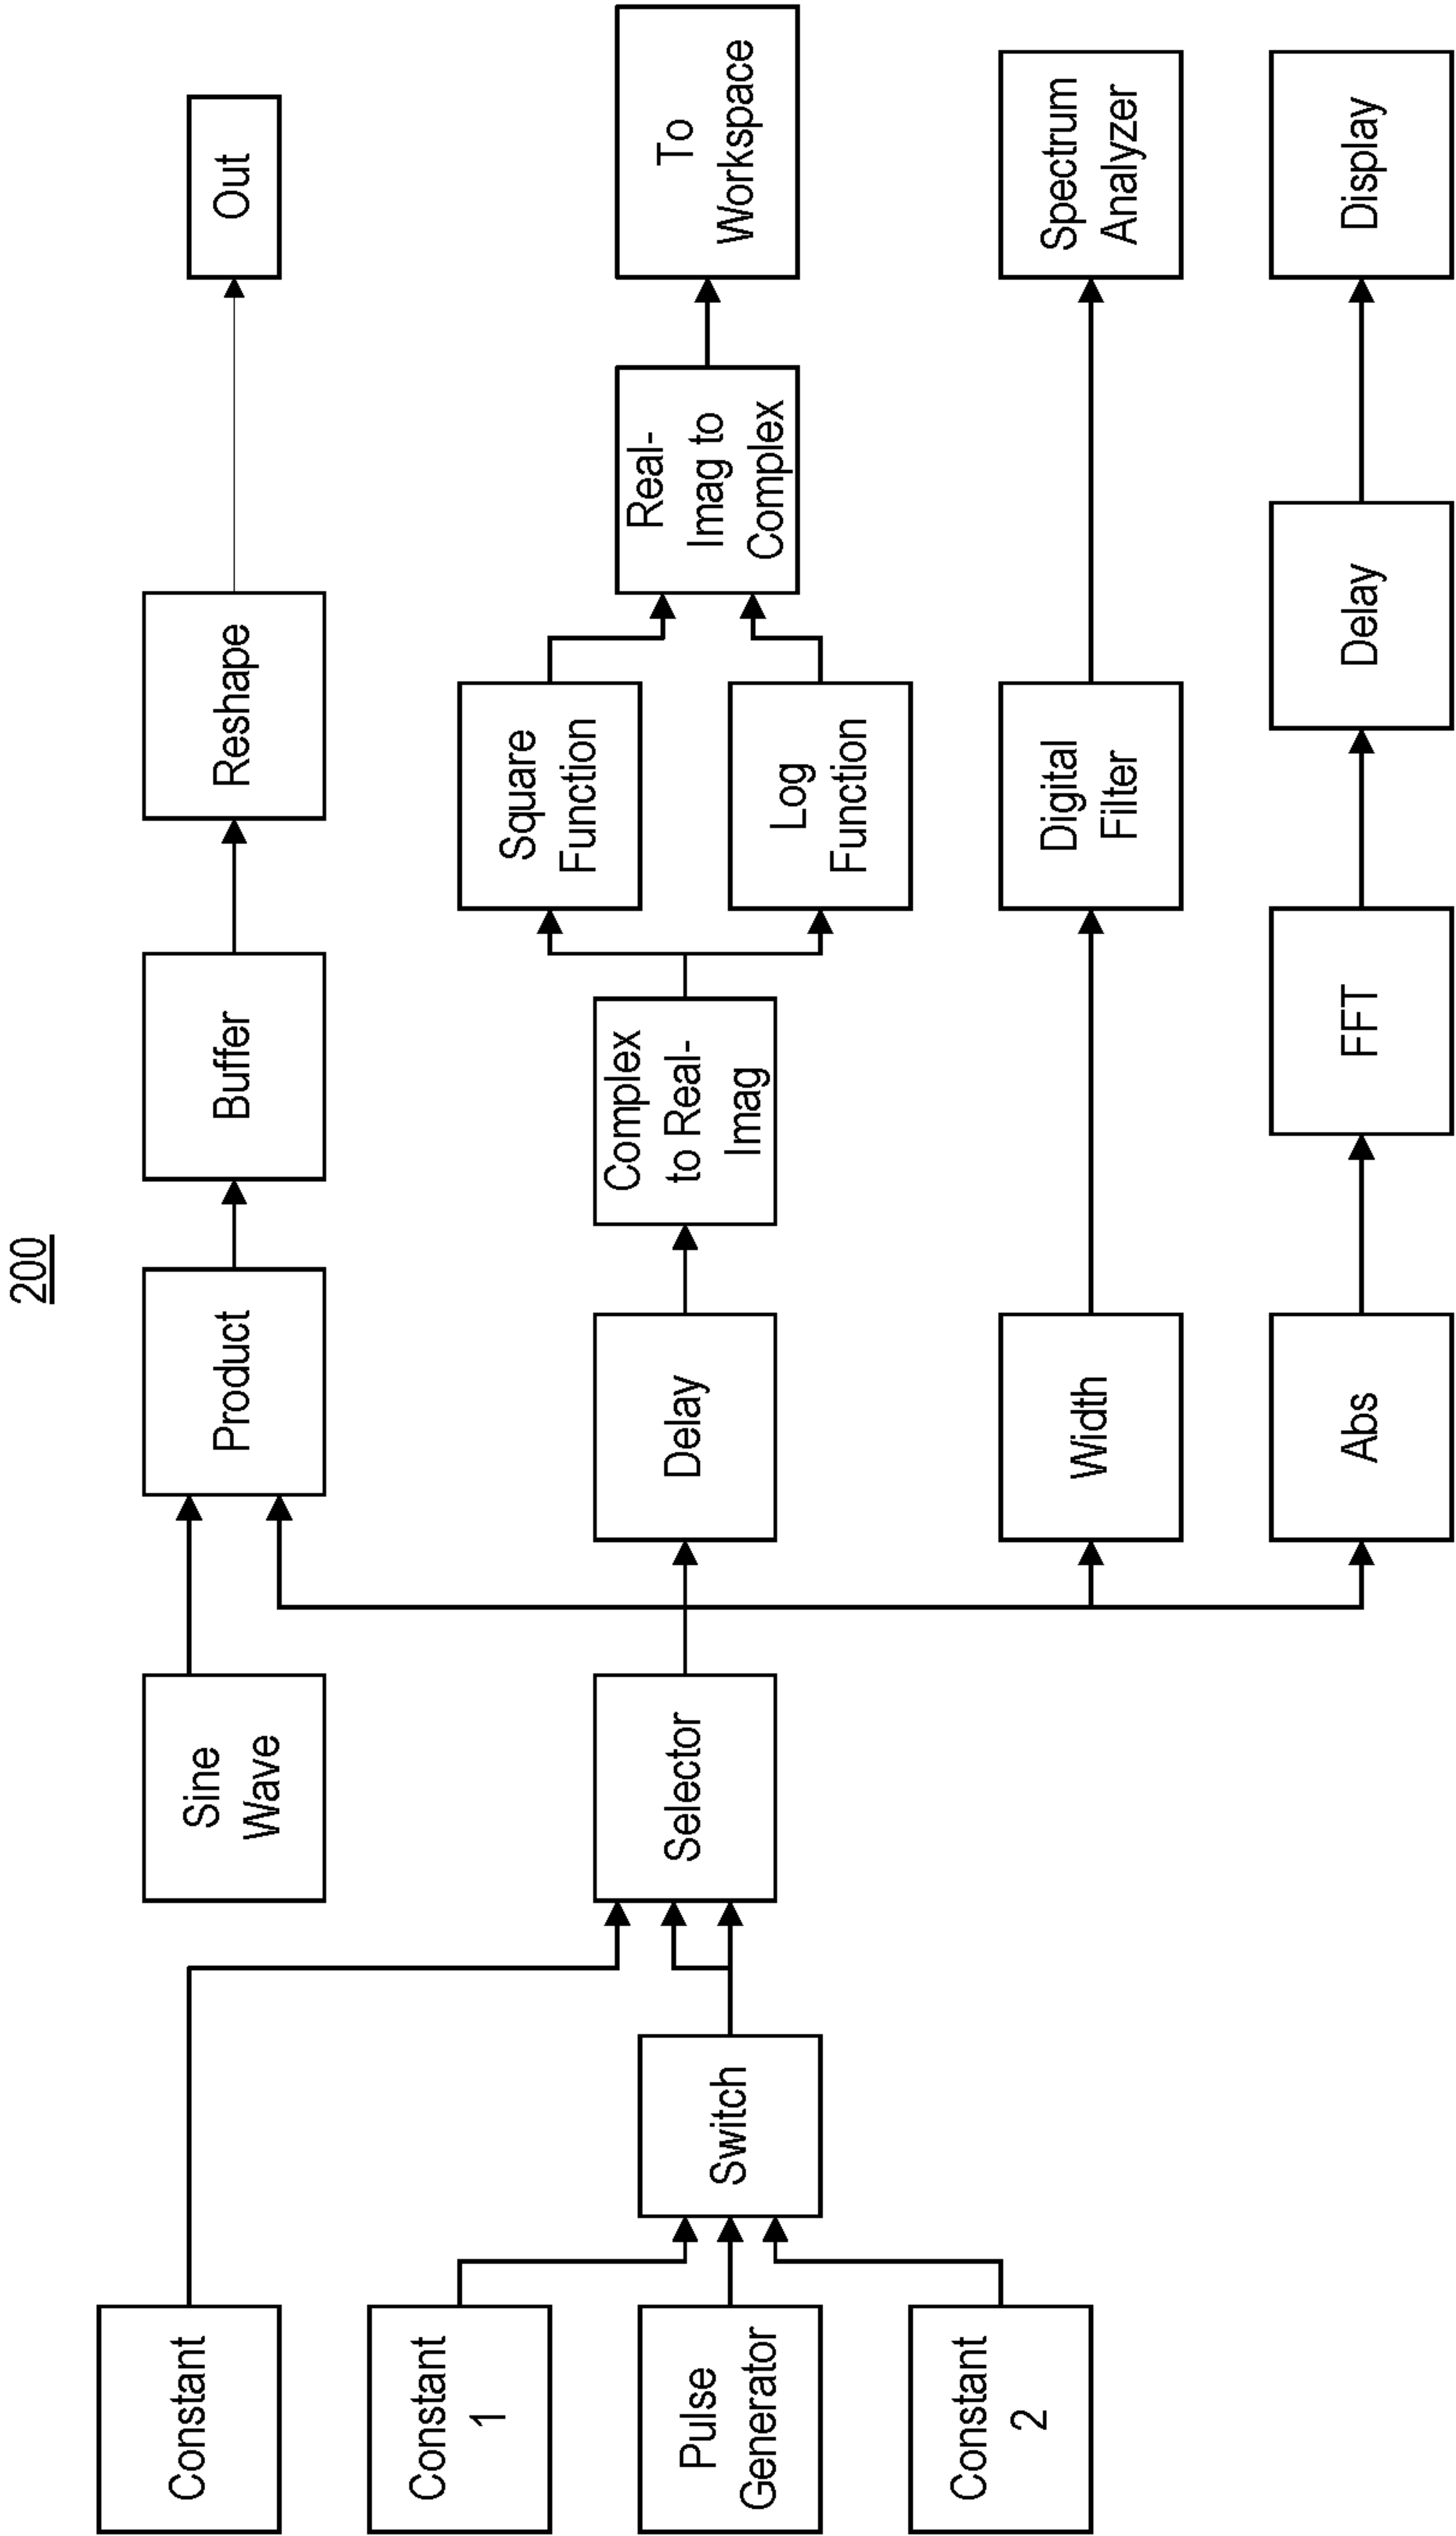 200
Constant
Sine
Wave
Product
Buffer
Reshape
Out
Constant
1
Pulse
Generator
Constant
2
Switch
Selector
Delay
Complex
to Real-
Imag
Square
Function
Log
Function
Real-
Imag to
Complex
To
Workspace
Width
Digital
Filter
Spectrum
Analyzer
Abs
FFT
Delay
Display